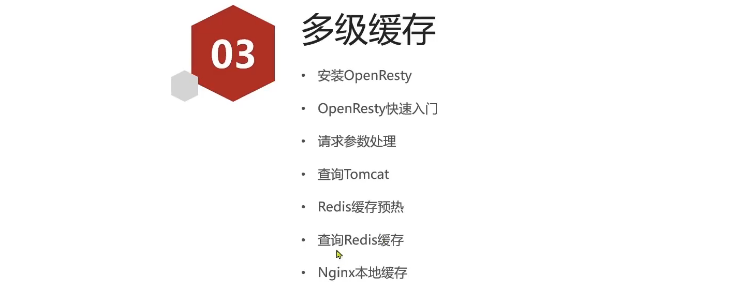 03
多级缓存
• 安装OpenResty
• OpenResty快速入门
• 请求参数处理
• 查询Tomcat
• Redis缓存预热
• 查询Redis缓存
• Nginx本地缓存